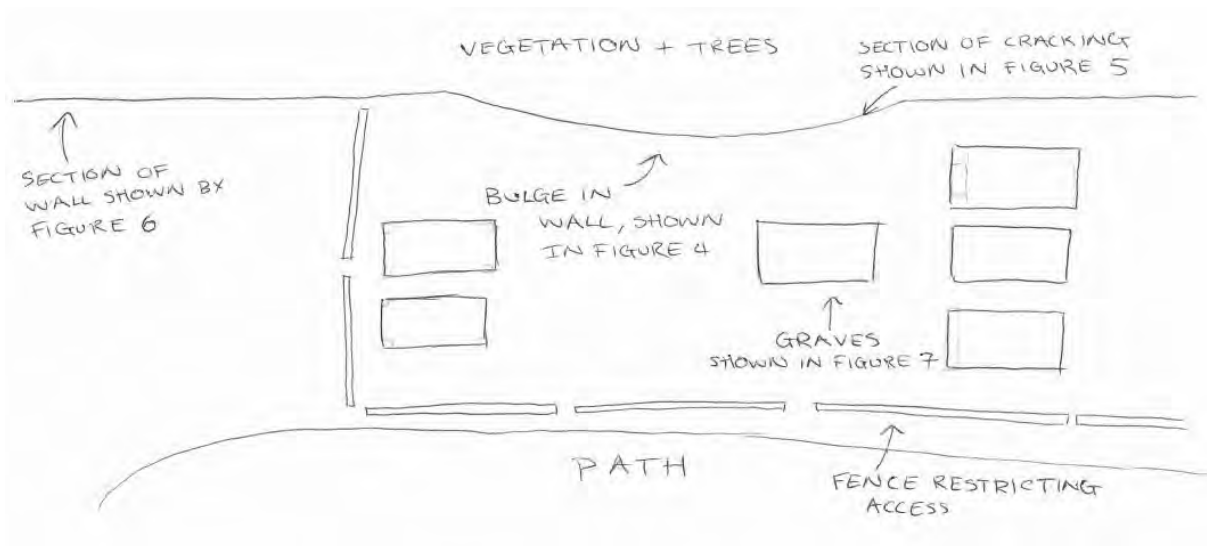 VEGETATION + TREES
SECTION OF CRACKING
SHOWN IN FIGURE 5
SECTION OF
WALL SHOWN BY
FIGURE 6
BULGE IN
WALL, SHOWN
IN FIGURE 4
GRAVES
SHOWN IN FIGURE 7
PATH
FENCE RESTRICTING
ACCESS